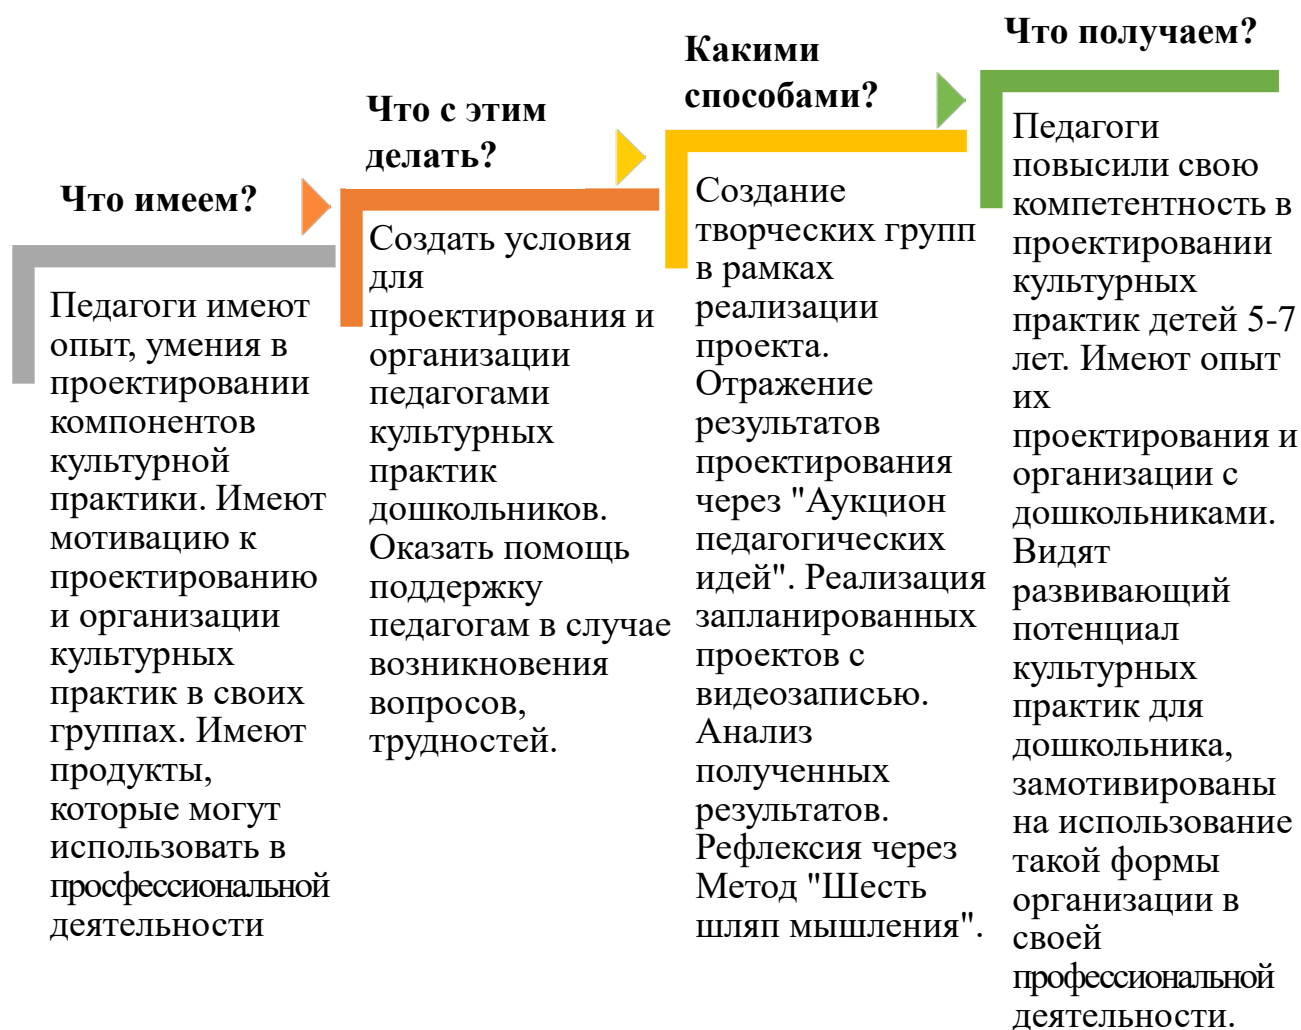 Что имеем?
Педагоги имеют
опыт, умения в
проектировании
компонентов
культурной
практики. Имеют
мотивацию к
проектированию
и организации
культурных
практик в своих
группах. Имеют
продукты,
которые могут
использовать в
просфессиональной
деятельности
Что с этим
делать?
Создать условия
для
проектирования и
организации
педагогами
культурных
практик
дошкольников.
Оказать помощь
поддержку
педагогам в случае
возникновения
вопросов,
трудностей.
Какими
способами?
Создание
творческих групп
в рамках
реализации
проекта.
Отражение
результатов
проектирования
через "Аукцион
педагогических
идей". Реализация
запланированных
проектов с
видеозаписью.
Анализ
полученных
результатов.
Рефлексия через
Метод "Шесть
шляп мышления".
Что получаем?
Педагоги
повысили свою
компетентность в
проектировании
культурных
практик детей 5-7
лет. Имеют опыт
их
проектирования и
организации с
дошкольниками.
Видят
развивающий
потенциал
культурных
практик для
дошкольника,
замотивированы
на использование
такой формы
организации в
своей
профессиональной
деятельности.